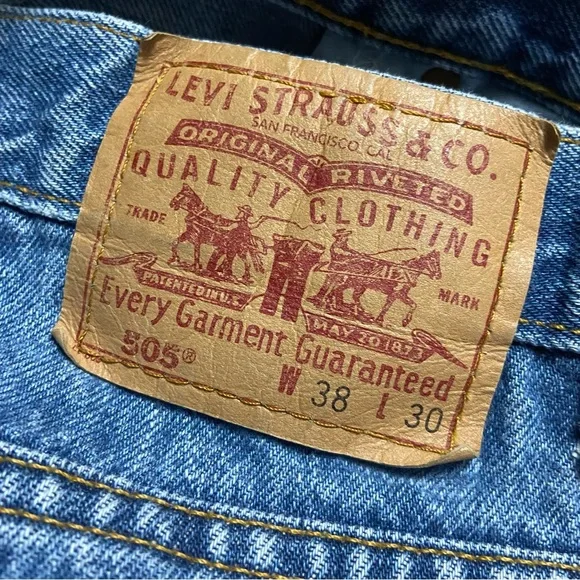 LEVI STRAUSS & CO.
SAN FRANCISCO, CAL
ORIGINAL RIVETED
QUALITY CLOTHING
TRADE MARK
PATENTED IN U.S. MAY 20 1873
Every Garment Guaranteed
505®
W 38 L 30